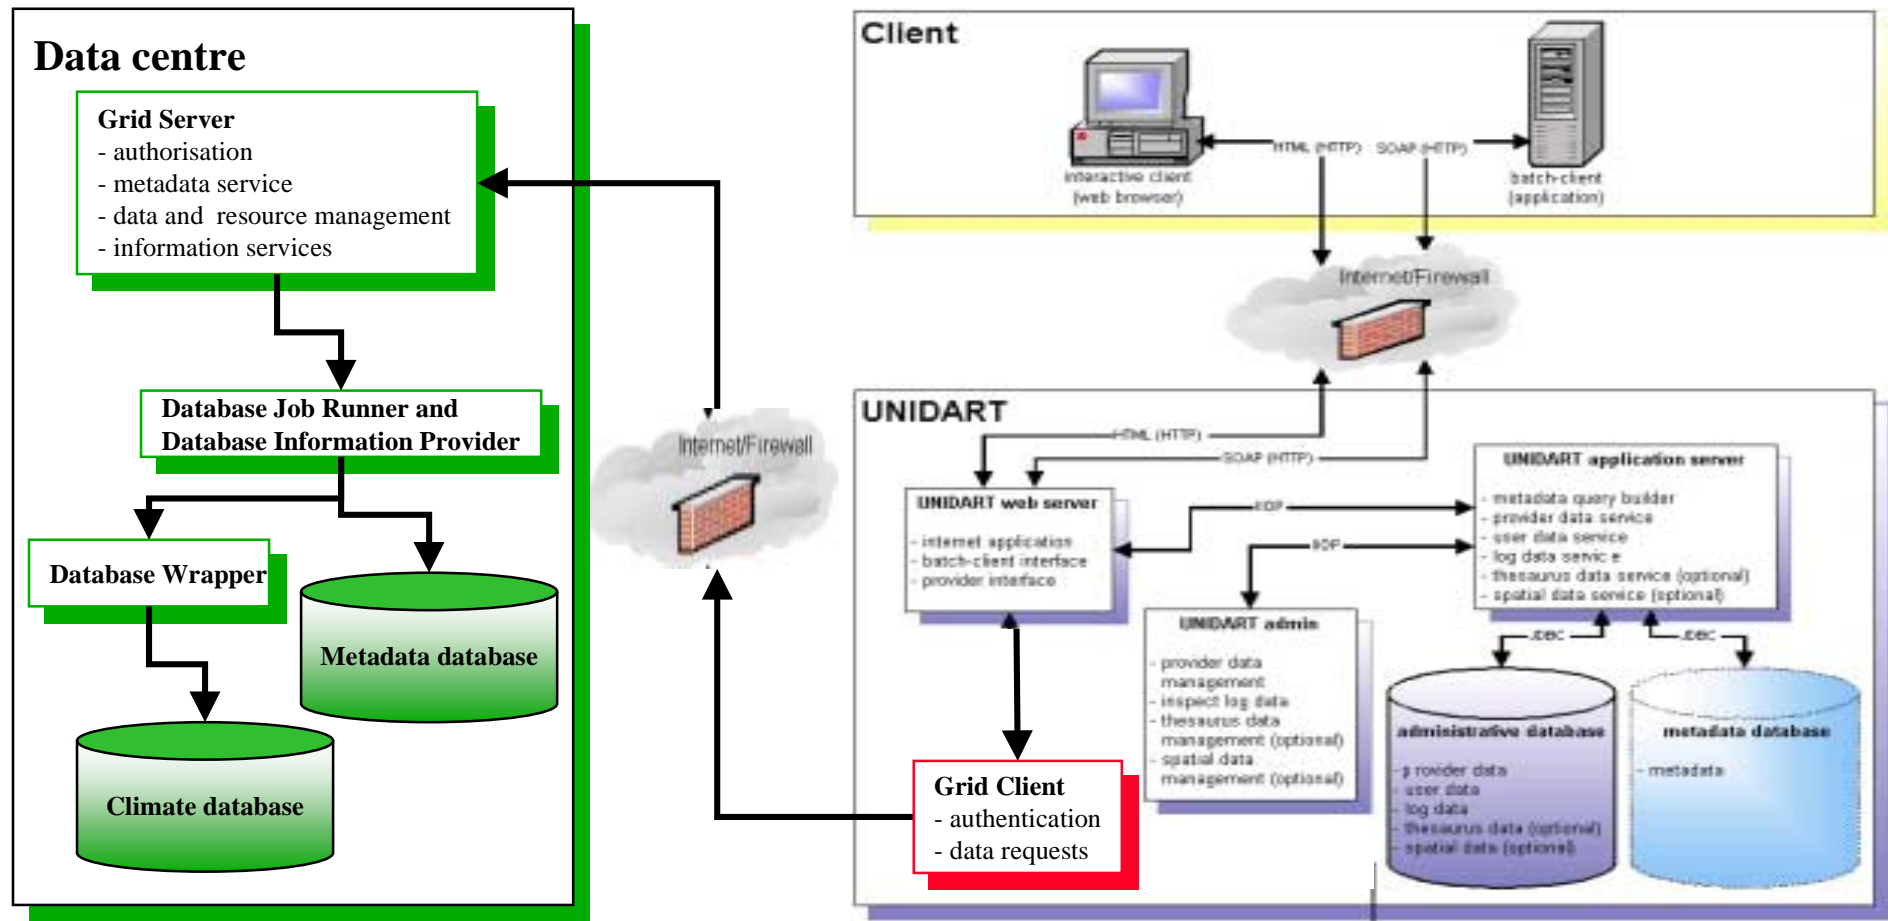 Data centre
Grid Server
- authorisation
- metadata service
- data and resource management
- information services
Database Job Runner and
Database Information Provider
Database Wrapper
Metadata database
Climate database
Internet/Firewall
Client
HTML (HTTP)
SOAP (HTTP)
interactive client
(web browser)
batch-client
(application)
Internet/Firewall
UNIDART
HTML (HTTP)
SOAP (HTTP)
UNIDART web server
- internet application
- batch-client interface
- provider interface
IIOP
IIOP
UNIDART application server
- metadata query builder
- provider data service
- user data service
- log data servic e
- thesaurus data service (optional)
- spatial data service (optional)
UNIDART admin
- provider data
management
- inspect log data
- thesaurus data
management (optional)
- spatial data
management (optional)
JDBC
JDBC
administrative database
- p rovider data
- user data
- log data
- thesaurus data (optional)
- spatial data (optional)
metadata database
- metadata
Grid Client
- authentication
- data requests